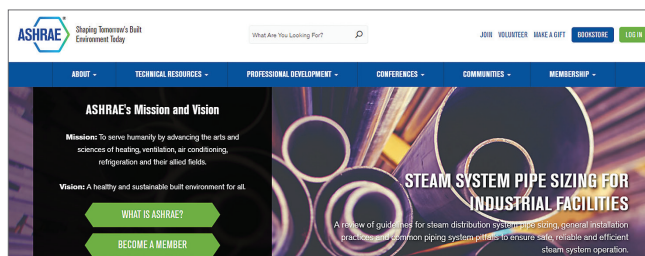 ASHRAE
Shaping Tomorrow's Built
Environment Today
What Are You Looking For?
JOIN VOLUNTEER MAKE A GIFT BOOKSTORE LOG IN
ABOUT TECHNICAL RESOURCES PROFESSIONAL DEVELOPMENT CONFERENCES COMMUNITIES MEMBERSHIP
ASHRAE's Mission and Vision
Mission: To serve humanity by advancing the arts and
sciences of heating, ventilation, air conditioning,
refrigeration and their allied fields.
Vision: A healthy and sustainable built environment for all.
WHAT IS ASHRAE?
BECOME A MEMBER
STEAM SYSTEM PIPE SIZING FOR
INDUSTRIAL FACILITIES
A review of guidelines for steam distribution system pipe sizing, general installation
practices and common piping system pitfalls to ensure safe, reliable and efficient
steam system operation.